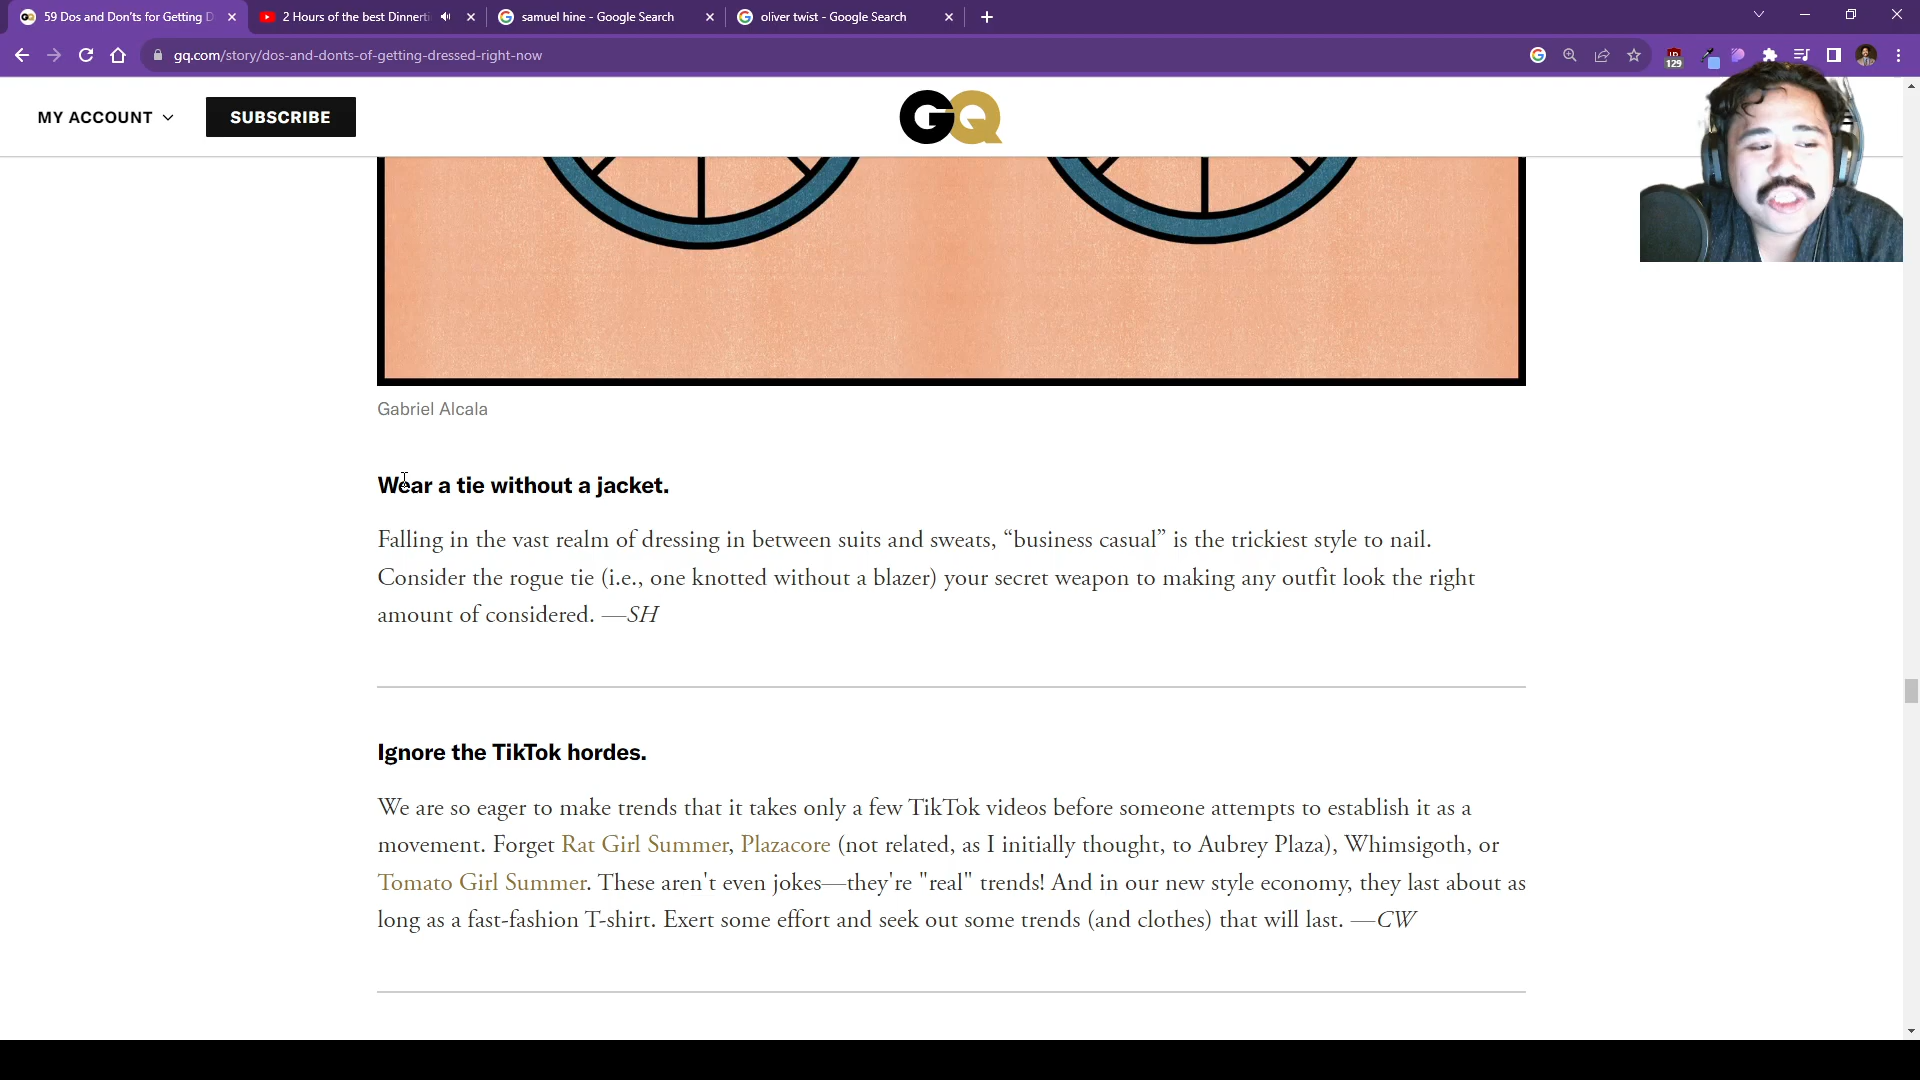 59 Dos and Don'ts for Getting D
2 Hours of the best Dinnerti
samuel hine - Google Search
oliver twist - Google Search
gq.com/story/dos-and-donts-of-getting-dressed-right-now
129
MY ACCOUNT
SUBSCRIBE
GQ
Gabriel Alcala
Wear a tie without a jacket.
Falling in the vast realm of dressing in between suits and sweats, “business casual” is the trickiest style to nail.
Consider the rogue tie (i.e., one knotted without a blazer) your secret weapon to making any outfit look the right
amount of considered. —SH
Ignore the TikTok hordes.
We are so eager to make trends that it takes only a few TikTok videos before someone attempts to establish it as a
movement. Forget Rat Girl Summer, Plazacore (not related, as I initially thought, to Aubrey Plaza), Whimsigoth, or
Tomato Girl Summer. These aren't even jokes—they're "real" trends! And in our new style economy, they last about as
long as a fast-fashion T-shirt. Exert some effort and seek out some trends (and clothes) that will last. —CW